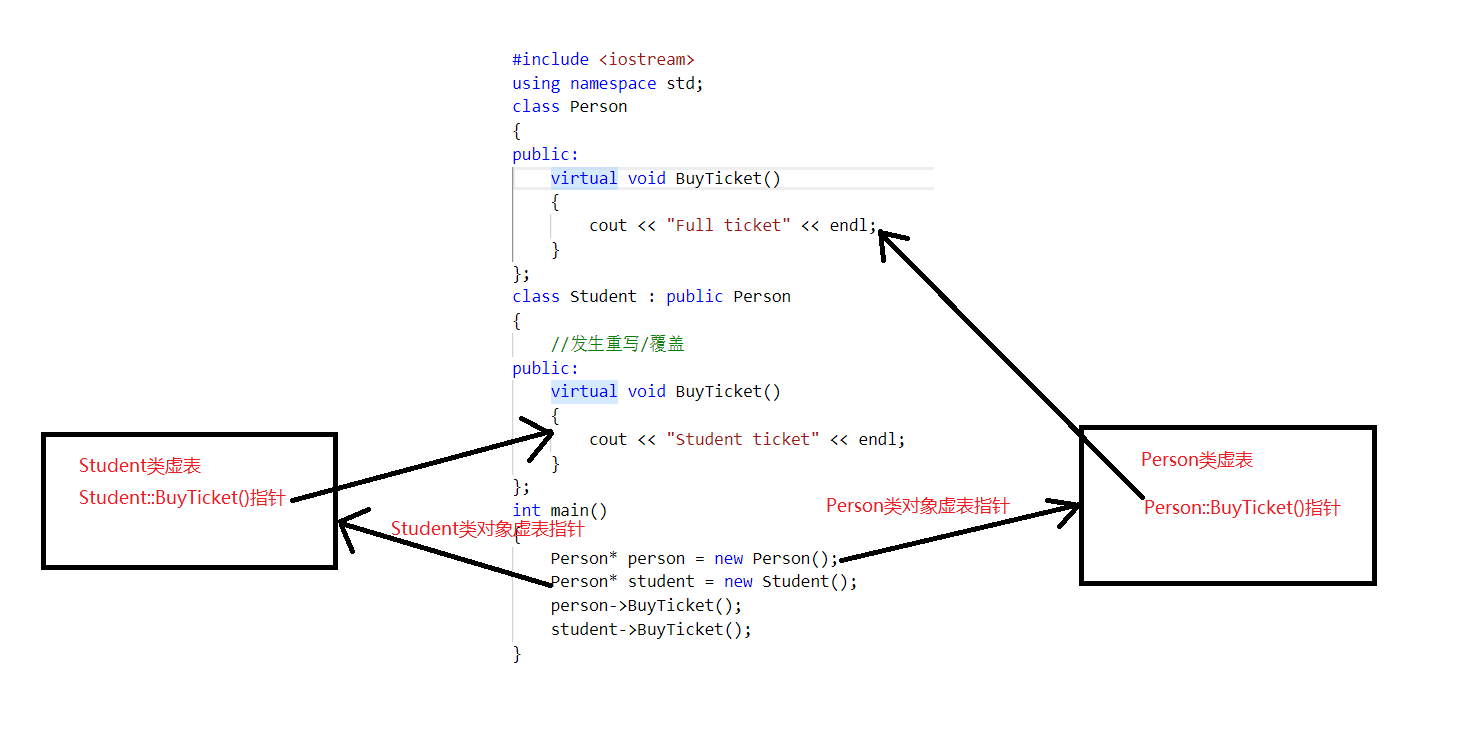 #include <iostream>
using namespace std;
class Person
{
public:
virtual void BuyTicket()
{
cout << "Full ticket" << endl;
}
};
class Student : public Person
{
//发生重写/覆盖
public:
virtual void BuyTicket()
{
cout << "Student ticket" << endl;
}
};
int main()
{
Person* person = new Person();
Person* student = new Student();
person->BuyTicket();
student->BuyTicket();
}
Student类虚表
Student::BuyTicket()指针
Student类对象虚表指针
Person类对象虚表指针
Person类虚表
Person::BuyTicket()指针